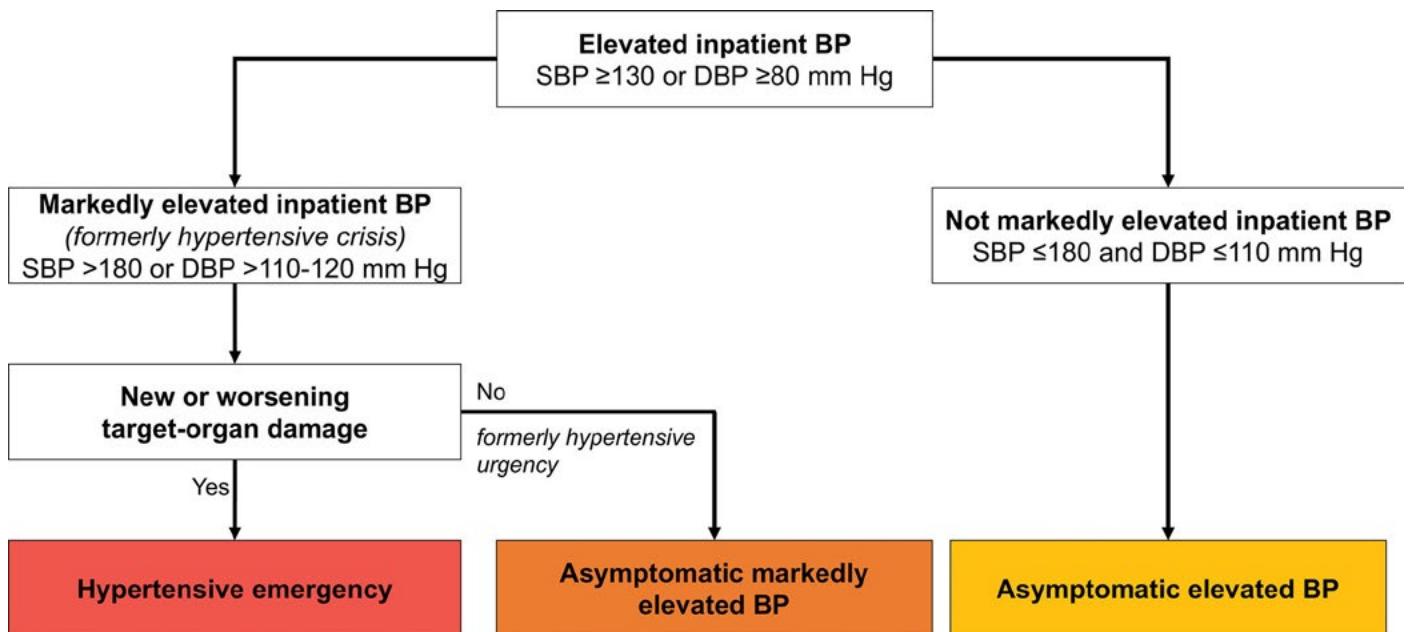 Elevated inpatient BP
SBP ≥130 or DBP ≥80 mm Hg
Markedly elevated inpatient BP
(formerly hypertensive crisis)
SBP >180 or DBP >110-120 mm Hg
Not markedly elevated inpatient BP
SBP ≤180 and DBP ≤110 mm Hg
New or worsening
target-organ damage
No
formerly hypertensive
urgency
Yes
Hypertensive emergency
Asymptomatic markedly
elevated BP
Asymptomatic elevated BP